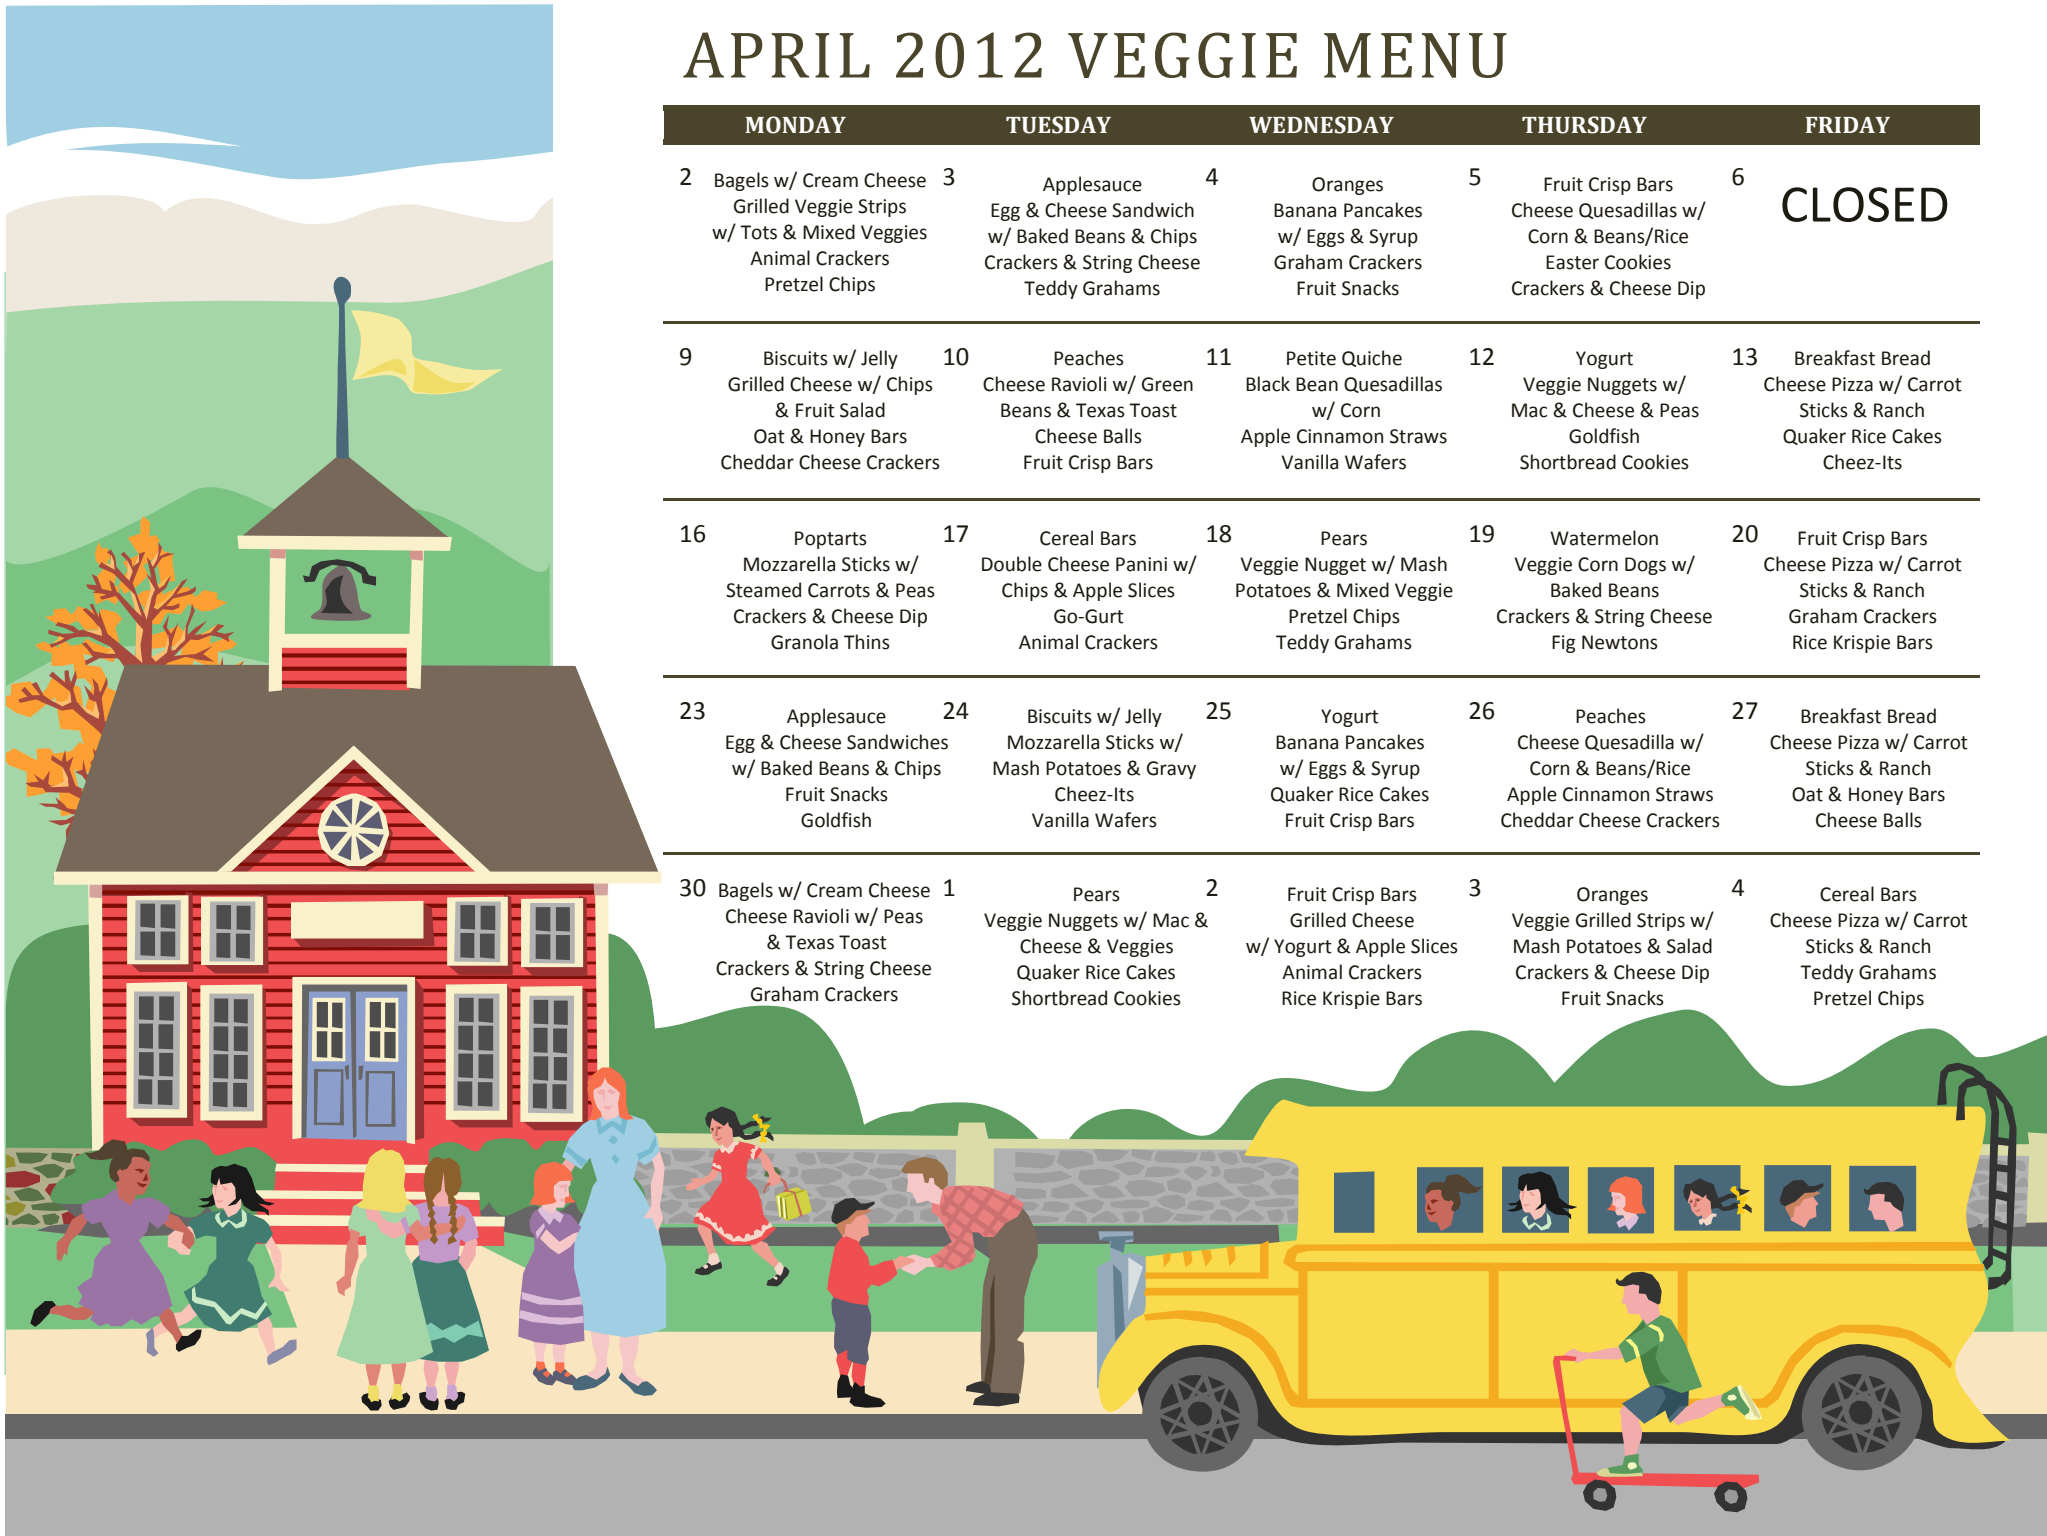 APRIL 2012 VEGGIE MENU
MONDAY TUESDAY WEDNESDAY THURSDAY FRIDAY
2
Bagels w/ Cream Cheese
Grilled Veggie Strips
w/ Tots & Mixed Veggies
Animal Crackers
Pretzel Chips
3
Applesauce
Egg & Cheese Sandwich
w/ Baked Beans & Chips
Crackers & String Cheese
Teddy Grahams
4
Oranges
Banana Pancakes
w/ Eggs & Syrup
Graham Crackers
Fruit Snacks
5
Fruit Crisp Bars
Cheese Quesadillas w/
Corn & Beans/Rice
Easter Cookies
Crackers & Cheese Dip
6
CLOSED
9
Biscuits w/ Jelly
Grilled Cheese w/ Chips
& Fruit Salad
Oat & Honey Bars
Cheddar Cheese Crackers
10
Peaches
Cheese Ravioli w/ Green
Beans & Texas Toast
Cheese Balls
Fruit Crisp Bars
11
Petite Quiche
Black Bean Quesadillas
w/ Corn
Apple Cinnamon Straws
Vanilla Wafers
12
Yogurt
Veggie Nuggets w/
Mac & Cheese & Peas
Goldfish
Shortbread Cookies
13
Breakfast Bread
Cheese Pizza w/ Carrot
Sticks & Ranch
Quaker Rice Cakes
Cheez-Its
16
Poptarts
Mozzarella Sticks w/
Steamed Carrots & Peas
Crackers & Cheese Dip
Granola Thins
17
Cereal Bars
Double Cheese Panini w/
Chips & Apple Slices
Go-Gurt
Animal Crackers
18
Pears
Veggie Nugget w/ Mash
Potatoes & Mixed Veggie
Pretzel Chips
Teddy Grahams
19
Watermelon
Veggie Corn Dogs w/
Baked Beans
Crackers & String Cheese
Fig Newtons
20
Fruit Crisp Bars
Cheese Pizza w/ Carrot
Sticks & Ranch
Graham Crackers
Rice Krispie Bars
23
Applesauce
Egg & Cheese Sandwiches
w/ Baked Beans & Chips
Fruit Snacks
Goldfish
24
Biscuits w/ Jelly
Mozzarella Sticks w/
Mash Potatoes & Gravy
Cheez-Its
Vanilla Wafers
25
Yogurt
Banana Pancakes
w/ Eggs & Syrup
Quaker Rice Cakes
Fruit Crisp Bars
26
Peaches
Cheese Quesadilla w/
Corn & Beans/Rice
Apple Cinnamon Straws
Cheddar Cheese Crackers
27
Breakfast Bread
Cheese Pizza w/ Carrot
Sticks & Ranch
Oat & Honey Bars
Cheese Balls
30
Bagels w/ Cream Cheese
Cheese Ravioli w/ Peas
& Texas Toast
Crackers & String Cheese
Graham Crackers
1
Pears
Veggie Nuggets w/ Mac &
Cheese & Veggies
Quaker Rice Cakes
Shortbread Cookies
2
Fruit Crisp Bars
Grilled Cheese
w/ Yogurt & Apple Slices
Animal Crackers
Rice Krispie Bars
3
Oranges
Veggie Grilled Strips w/
Mash Potatoes & Salad
Crackers & Cheese Dip
Fruit Snacks
4
Cereal Bars
Cheese Pizza w/ Carrot
Sticks & Ranch
Teddy Grahams
Pretzel Chips